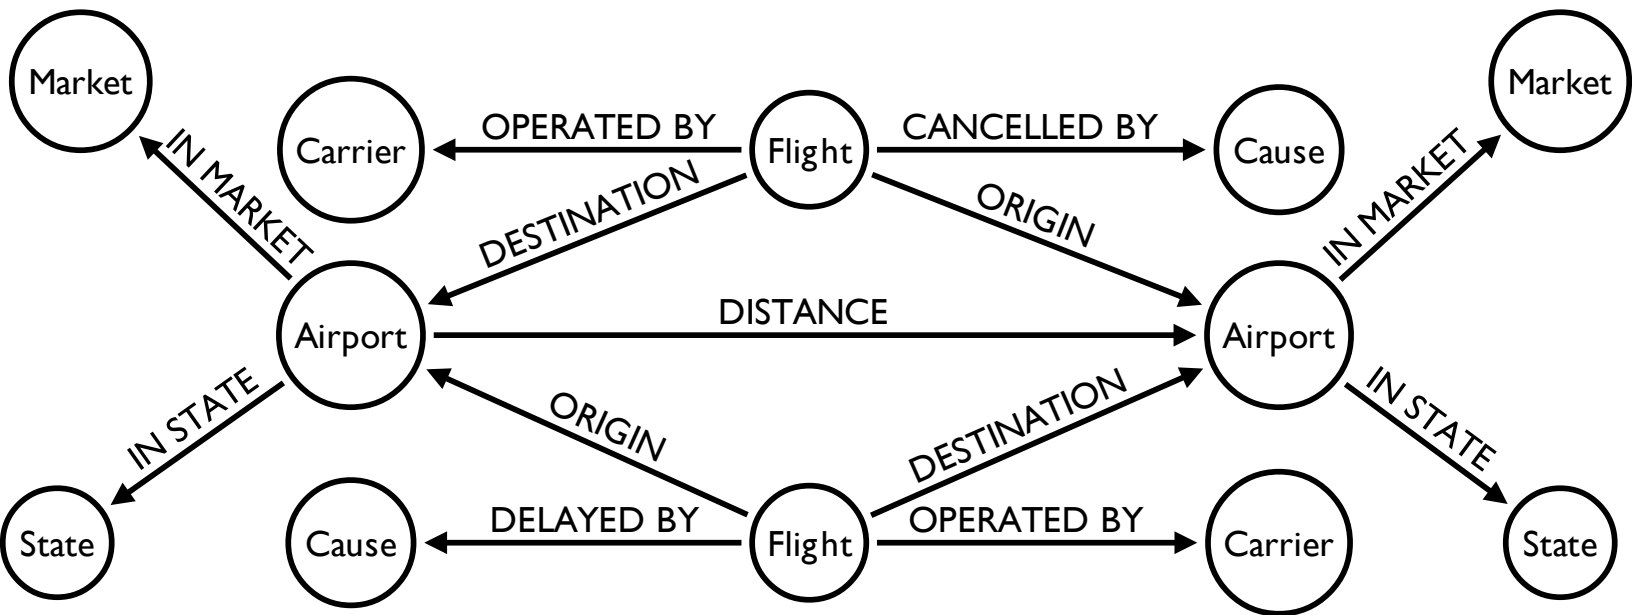 Market
Market
OPERATED BY
CANCELLED BY
Carrier
Flight
Cause
IN MARKET
DESTINATION
ORIGIN
IN MARKET
DISTANCE
Airport
Airport
IN STATE
ORIGIN
DESTINATION
IN STATE
DELAYED BY
OPERATED BY
State
Cause
Flight
Carrier
State